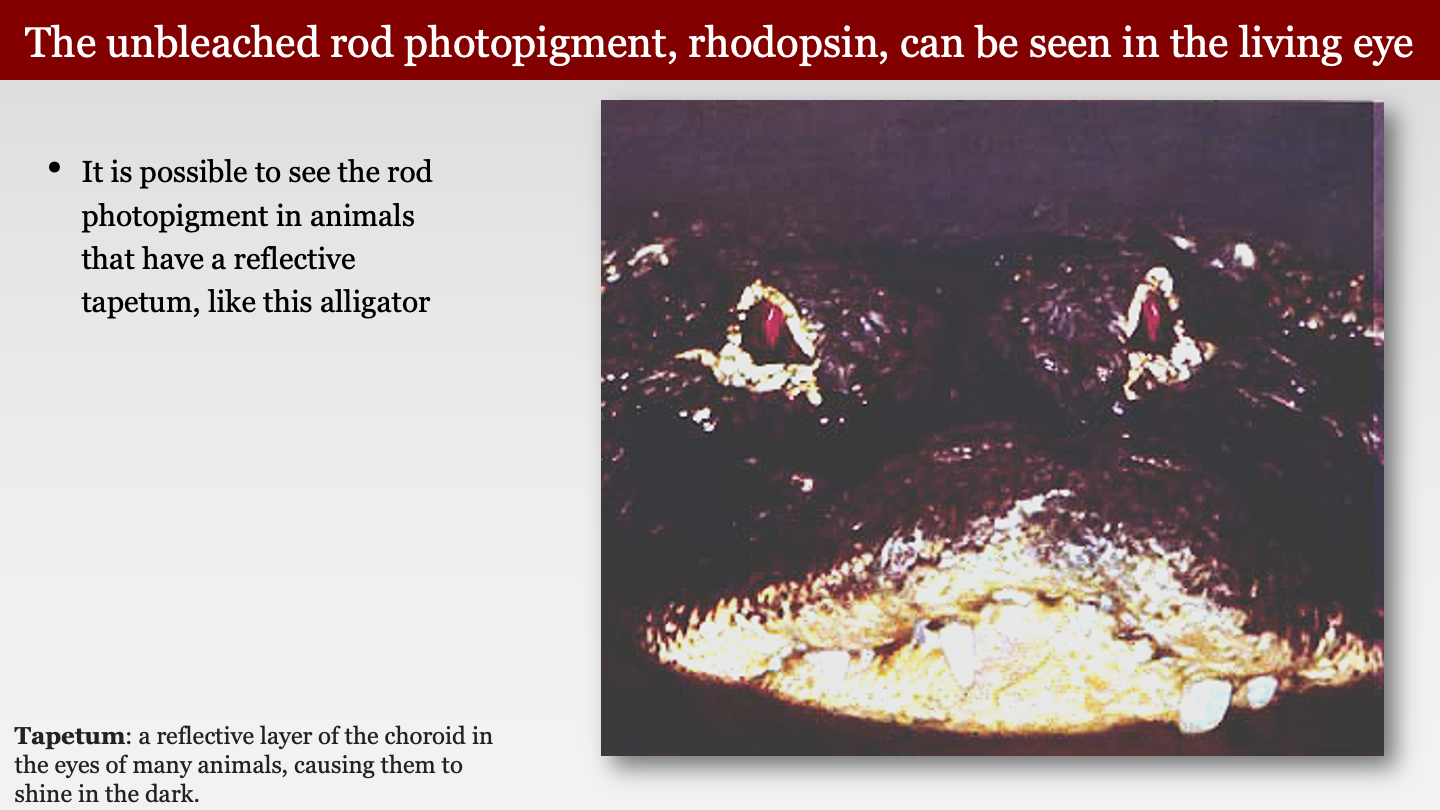 The unbleached rod photopigment, rhodopsin, can be seen in the living eye
• It is possible to see the rod
photopigment in animals
that have a reflective
tapetum, like this alligator
Tapetum: a reflective layer of the choroid in
the eyes of many animals, causing them to
shine in the dark.